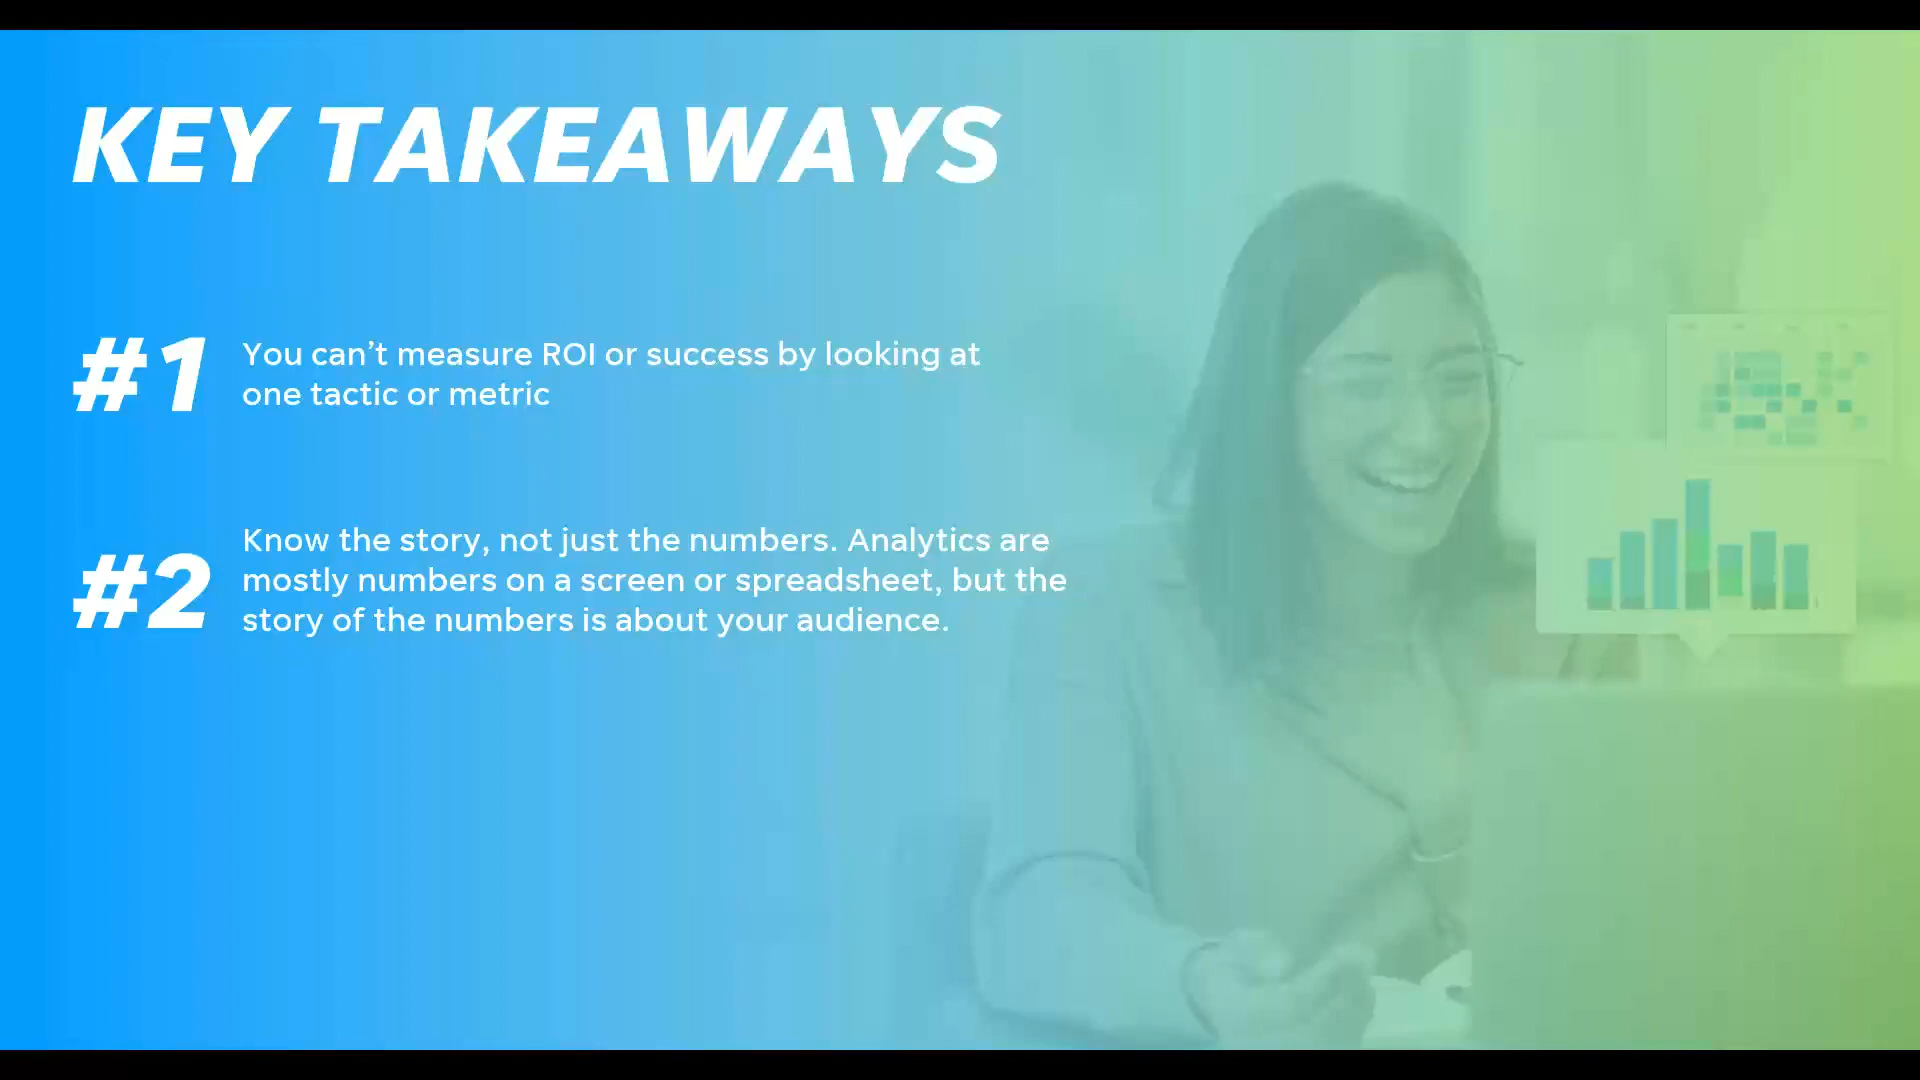 KEY TAKEAWAYS
#1
You can’t measure ROI or success by looking at
one tactic or metric
#2
Know the story, not just the numbers. Analytics are
mostly numbers on a screen or spreadsheet, but the
story of the numbers is about your audience.